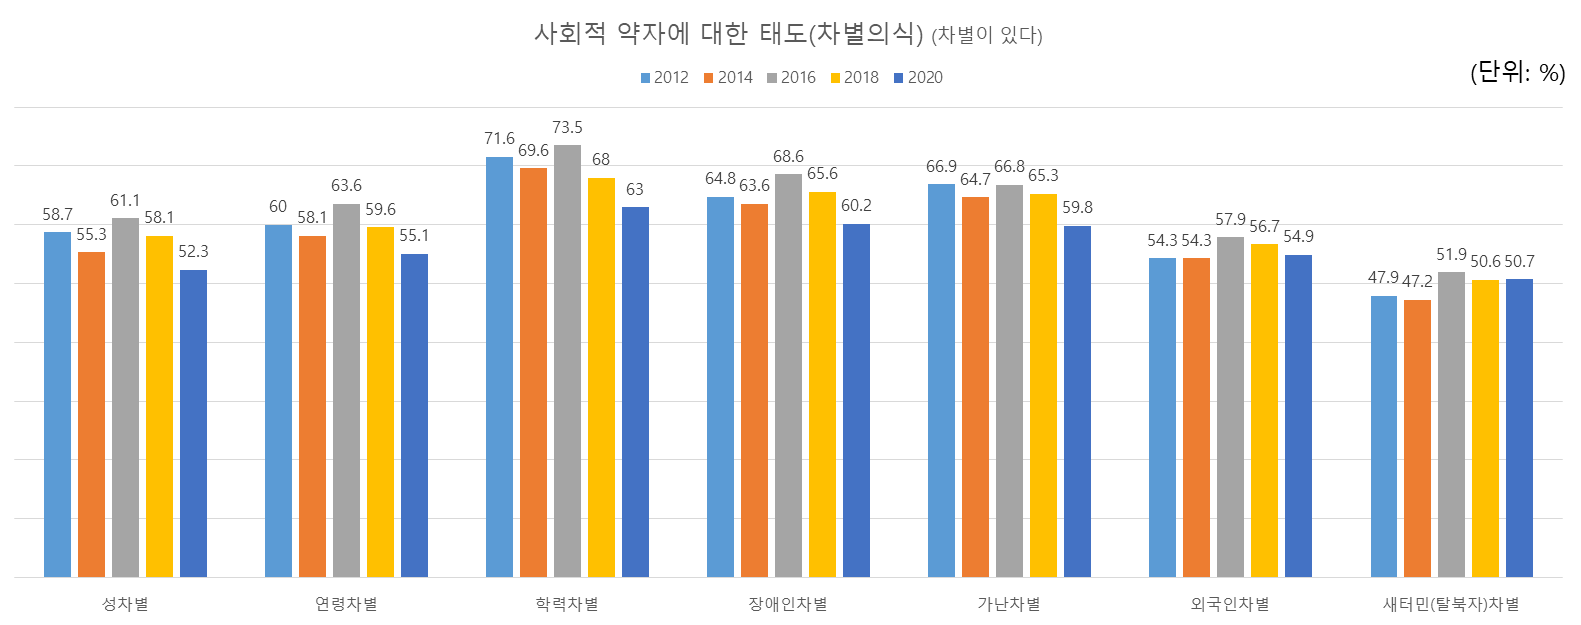 사회적 약자에 대한 태도(차별의식) (차별이 있다)
2012 2014 2016 2018 2020
(단위: %)
58.7 55.3 61.1 58.1 52.3
60 58.1 63.6 59.6 55.1
71.6 69.6 73.5 68 63
64.8 63.6 68.6 65.6 60.2
66.9 64.7 66.8 65.3 59.8
54.3 54.3 57.9 56.7 54.9
47.9 47.2 51.9 50.6 50.7
성차별 연령차별 학력차별 장애인차별 가난차별 외국인차별 새터민(탈북자)차별